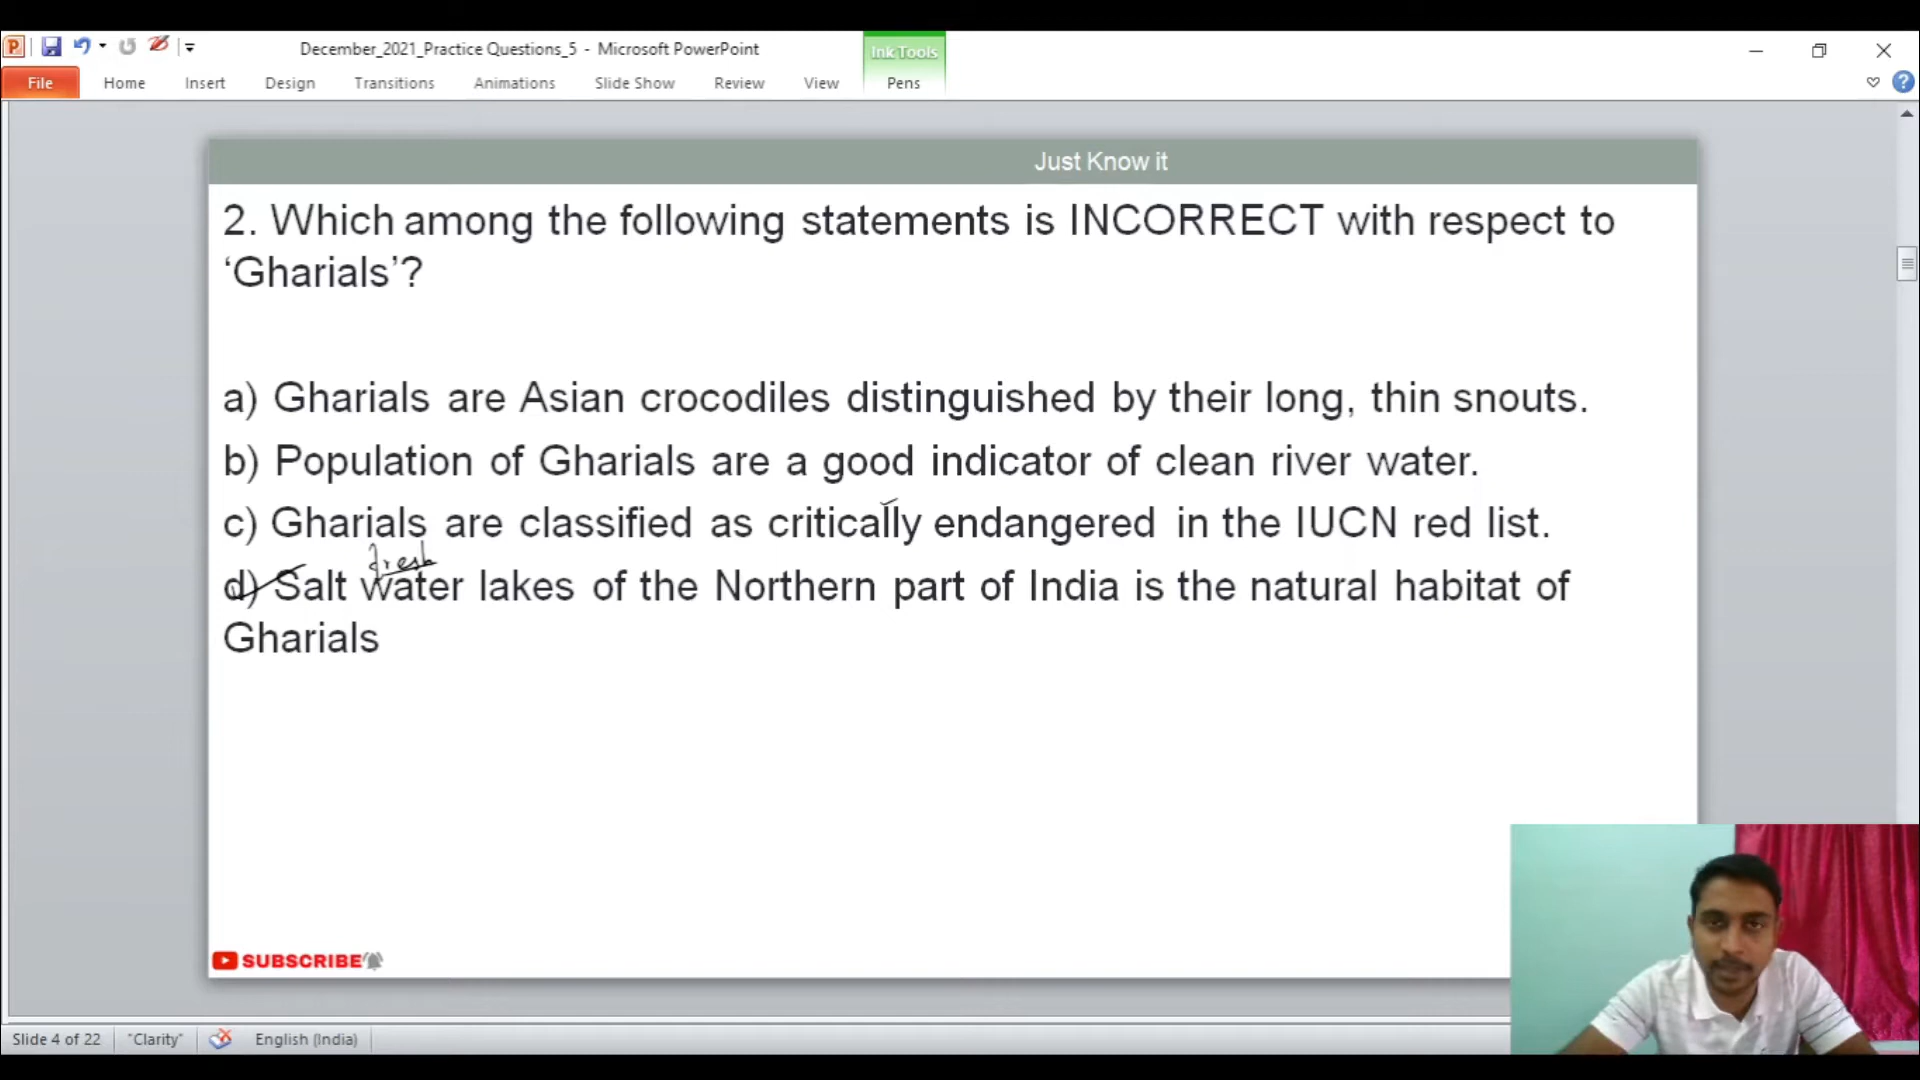 December_2021_Practice Questions_5 - Microsoft PowerPoint
Ink Tools
File Home Insert Design Transitions Animations Slide Show Review View Pens
Just Know it
2. Which among the following statements is INCORRECT with respect to
‘Gharials’?
a) Gharials are Asian crocodiles distinguished by their long, thin snouts.
b) Population of Gharials are a good indicator of clean river water.
c) Gharials are classified as critically endangered in the IUCN red list.
fresh
d) Salt water lakes of the Northern part of India is the natural habitat of
Gharials
SUBSCRIBE
Slide 4 of 22 "Clarity" English (India)